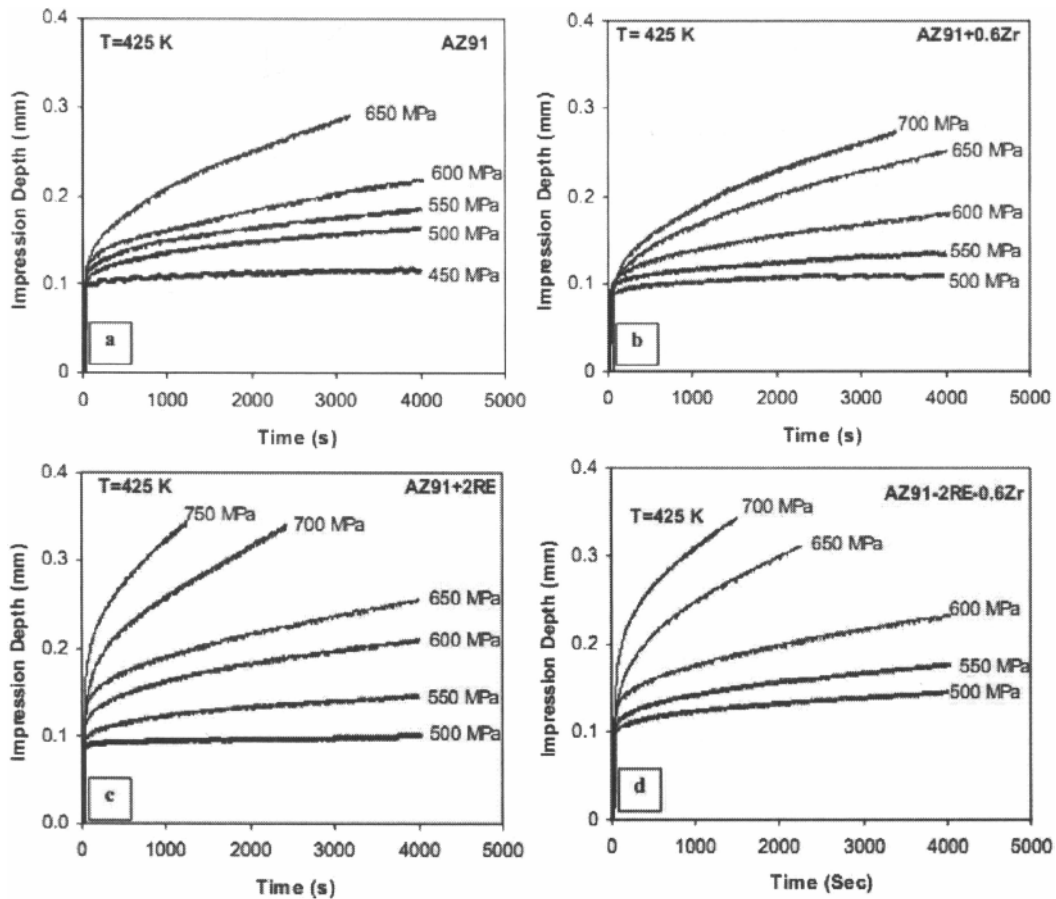 T=425 K
AZ91
650 MPa
600 MPa
550 MPa
500 MPa
450 MPa
a
0.4
0.3
0.2
0.1
0
0 1000 2000 3000 4000 5000
Impression Depth (mm)
Time (s)
T= 425 K
AZ91+0.6Zr
700 MPa
650 MPa
600 MPa
550 MPa
500 MPa
b
0.4
0.3
0.2
0.1
0
0 1000 2000 3000 4000 5000
Impression Depth (mm)
Time (s)
T=425 K
AZ91+2RE
750 MPa
700 MPa
650 MPa
600 MPa
550 MPa
500 MPa
c
0.4
0.3
0.2
0.1
0.0
0 1000 2000 3000 4000 5000
Impression Depth (mm)
Time (s)
AZ91-2RE-0.6Zr
T=425 K
700 MPa
650 MPa
600 MPa
550 MPa
500 MPa
d
0.4
0.3
0.2
0.1
0
0 1000 2000 3000 4000 5000
Impression Depth (mm)
Time (Sec)